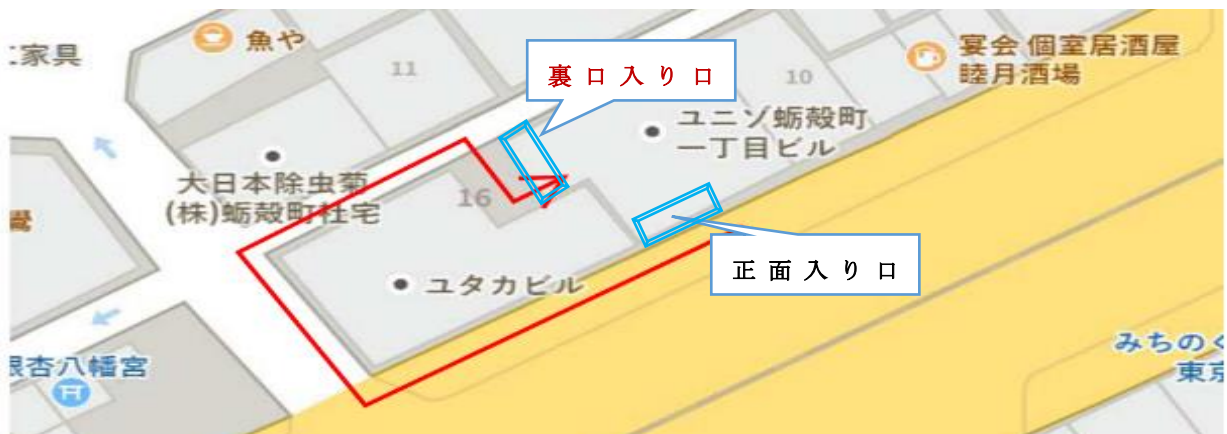 家具
魚や
11
裏口入り口
10
宴会 個室居酒屋
睦月酒場
ユニゾ蛎殻町
一丁目ビル
大日本除虫菊
(株)蛎殻町社宅
16
正面入り口
ユタカビル
銀杏八幡宮
みちのく
東京